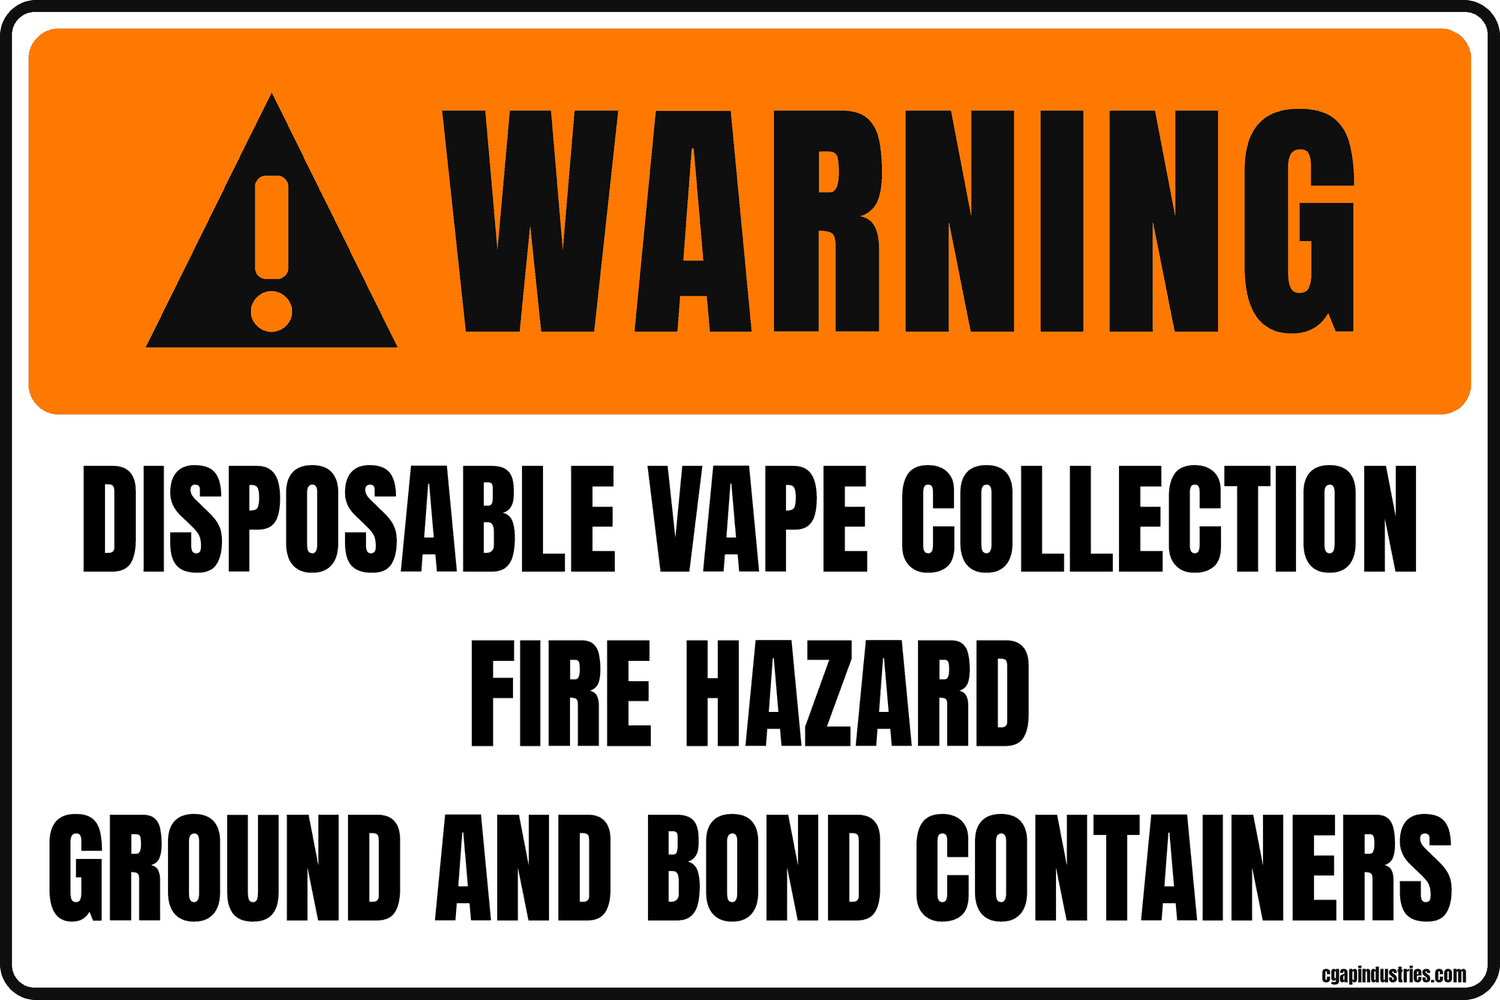 WARNING
DISPOSABLE VAPE COLLECTION
FIRE HAZARD
GROUND AND BOND CONTAINERS
cgapindustries.com